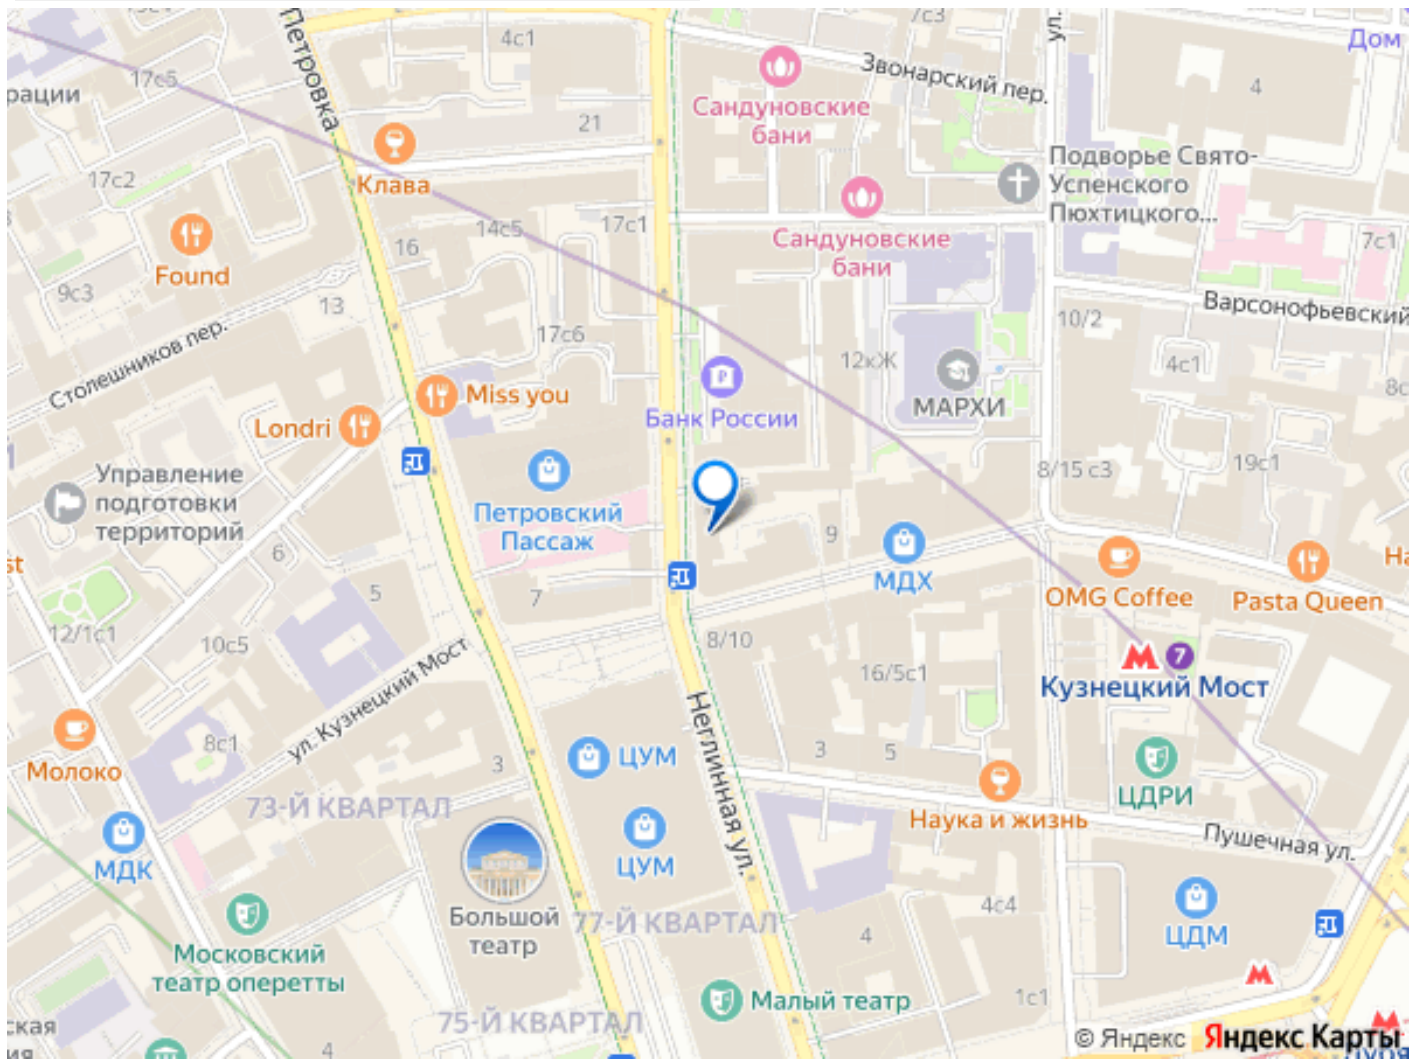 Петровка
4с1
7с3
ул.
Дом
17с5
рации
Звонарский пер.
4
Сандуновские
бани
21
Клава
Подворье Свято-
Успенского
Пюхтицкого...
17с2
16
14с5
17с1
Сандуновские
бани
7с1
Found
9с3
13
Варсонофьевский
Столешников пер.
17с6
10/2
12кЖ
4с1
МАРХИ
Miss you
Банк России
Londri
Управление
подготовки
территорий
8/15 с3
19с1
Петровский
Пассаж
9
МДХ
6
5
7
OMG Coffee
Pasta Queen
12/1с1
10с5
8/10
16/5с1
7
Кузнецкий Мост
ул. Кузнецкий Мост
Неглинная ул.
8с1
3
ЦУМ
3
5
Молоко
73-Й КВАРТАЛ
ЦДРИ
Наука и жизнь
Пушечная ул.
МДК
ЦУМ
Большой
театр
77-Й КВАРТАЛ
4с4
ЦДМ
4
Московский
театр оперетты
Малый театр
1с1
75-Й КВАРТАЛ
ская
4
© Яндекс Яндекс Карты